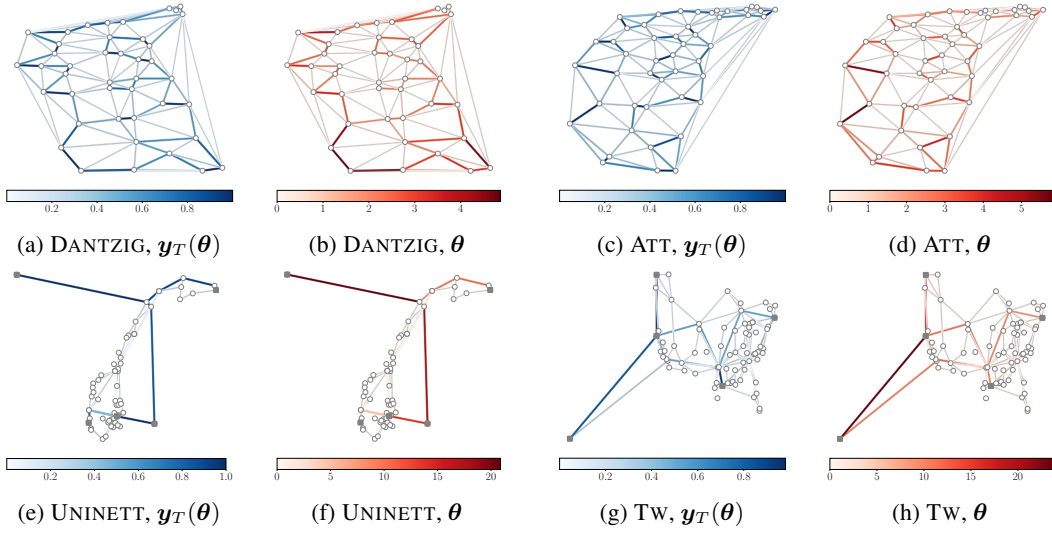 0.2 0.4 0.6 0.8
0 1 2 3 4
0.2 0.4 0.6 0.8
0 1 2 3 4 5
(a) DANTZIG, y_T(θ)
(b) DANTZIG, θ
(c) ATT, y_T(θ)
(d) ATT, θ
0.2 0.4 0.6 0.8 1.0
0 5 10 15 20
0.2 0.4 0.6 0.8
0 5 10 15 20
(e) UNINETT, y_T(θ)
(f) UNINETT, θ
(g) TW, y_T(θ)
(h) TW, θ